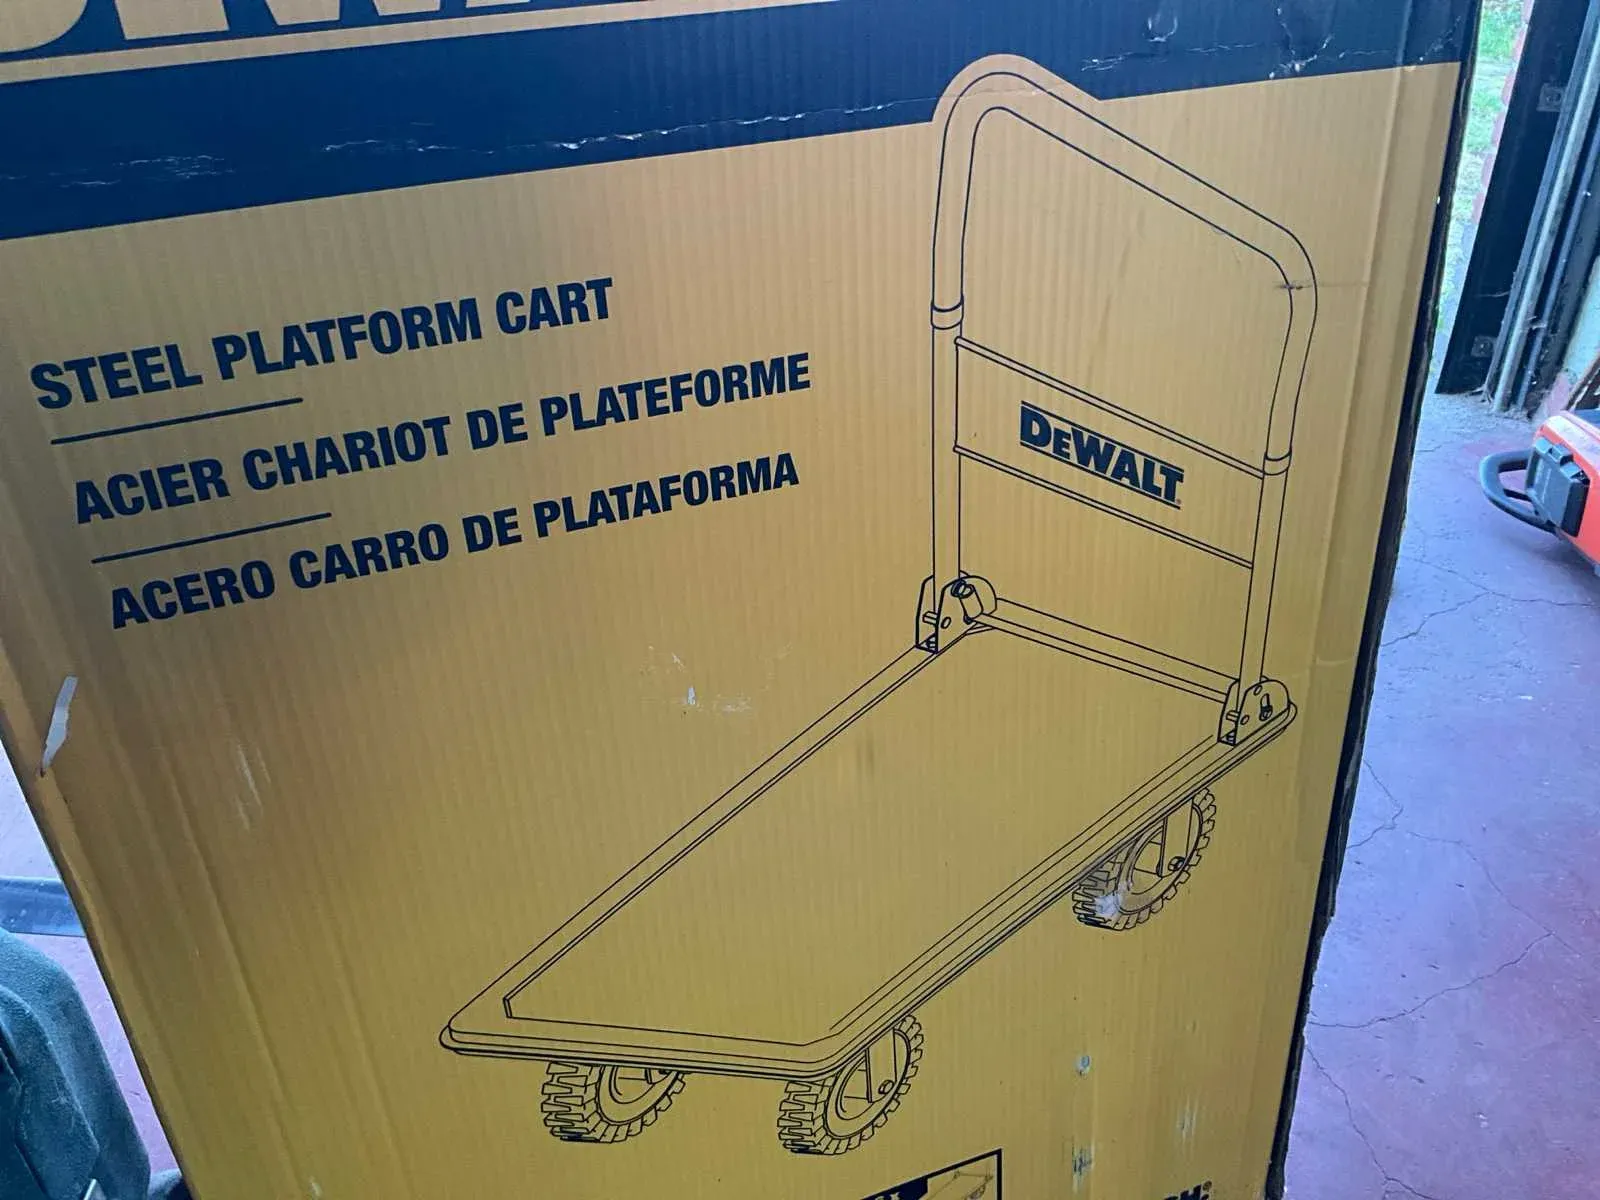 STEEL PLATFORM CART
ACIER CHARIOT DE PLATEFORME
ACERO CARRO DE PLATAFORMA
DEWALT